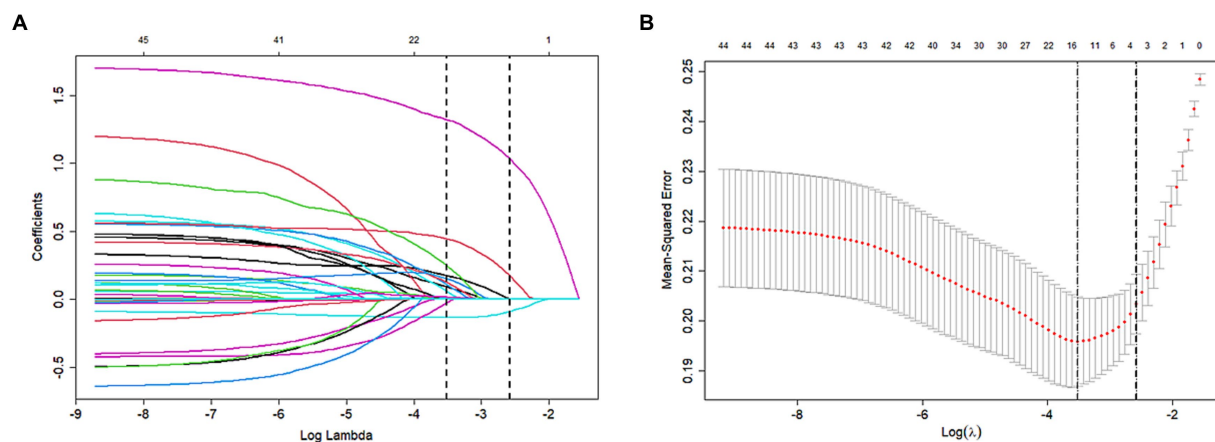 A
45 41 22 1
Coefficients
1.5
1.0
0.5
0.0
-0.5
-9 -8 -7 -6 -5 -4 -3 -2 -1
Log Lambda
B
44 44 44 43 43 43 42 42 40 34 30 30 27 22 16 11 6 4 3 2 1 0
Mean-Squared Error
0.25
0.24
0.23
0.22
0.21
0.20
0.19
-8 -6 -4 -2
Log(λ)